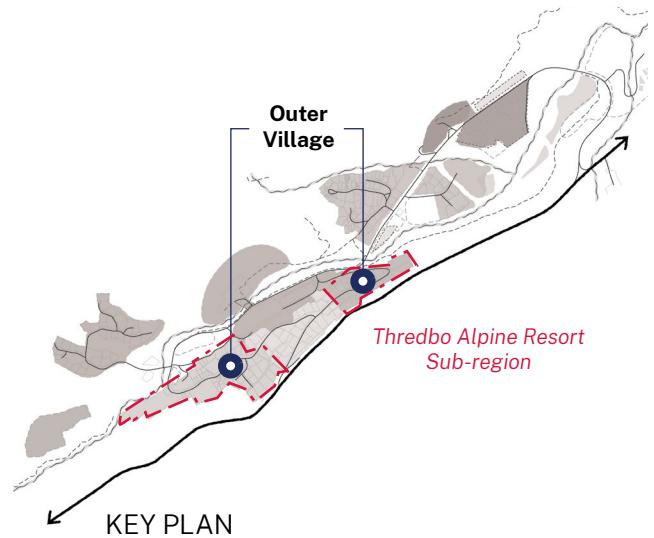 Outer
Village
Thredbo Alpine Resort
Sub-region
KEY PLAN